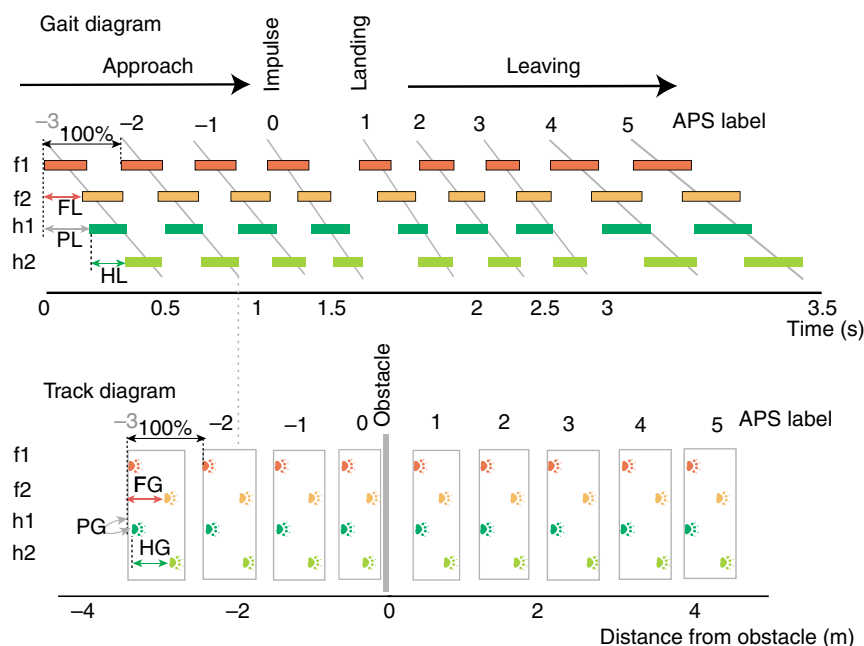 Gait diagram
Approach
Impulse
Landing
Leaving
–3 –2 –1 0 1 2 3 4 5 APS label
100%
f1
f2
FL
h1
PL
h2
HL
0 0.5 1 1.5 2 2.5 3 3.5
Time (s)
Track diagram
Obstacle
–3 –2 –1 0 1 2 3 4 5 APS label
100%
f1
f2
FG
h1
PG
h2
HG
–4 –2 0 2 4
Distance from obstacle (m)